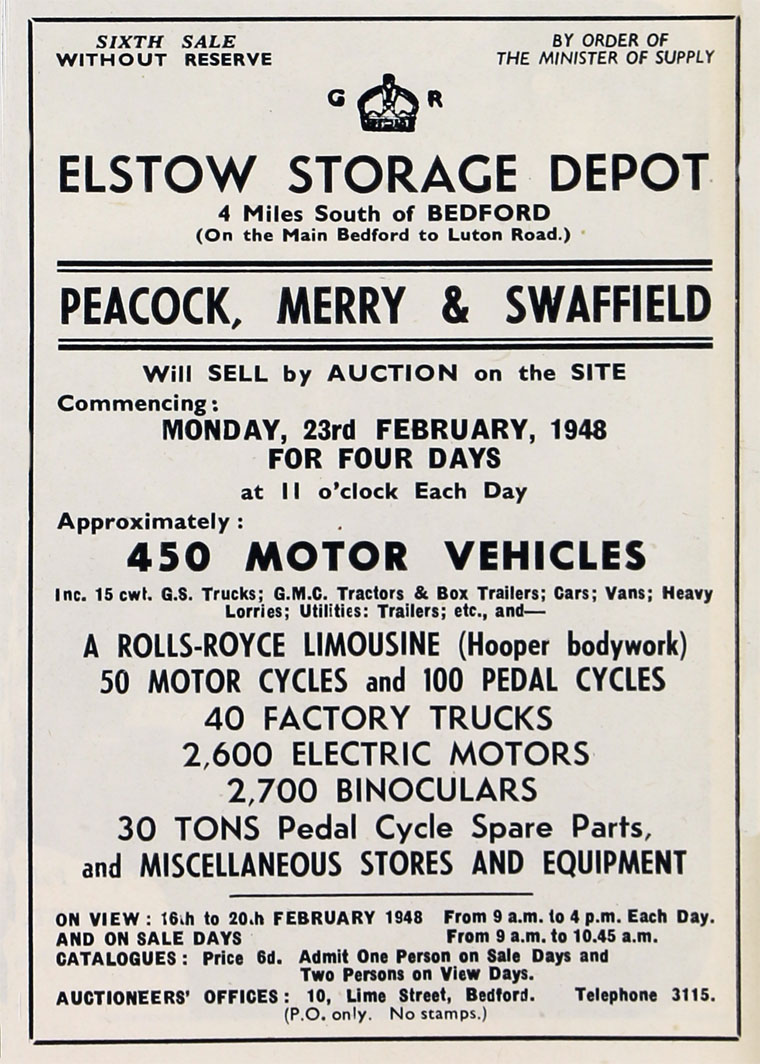 SIXTH SALE
WITHOUT RESERVE
BY ORDER OF
THE MINISTER OF SUPPLY
G R
ELSTOW STORAGE DEPOT
4 Miles South of BEDFORD
(On the Main Bedford to Luton Road.)
PEACOCK, MERRY & SWAFFIELD
Will SELL by AUCTION on the SITE
Commencing:
MONDAY, 23rd FEBRUARY, 1948
FOR FOUR DAYS
at 11 o'clock Each Day
Approximately:
450 MOTOR VEHICLES
Inc. 15 cwt. G.S. Trucks; G.M.C. Tractors & Box Trailers; Cars; Vans; Heavy
Lorries; Utilities: Trailers; etc., and—
A ROLLS-ROYCE LIMOUSINE (Hooper bodywork)
50 MOTOR CYCLES and 100 PEDAL CYCLES
40 FACTORY TRUCKS
2,600 ELECTRIC MOTORS
2,700 BINOCULARS
30 TONS Pedal Cycle Spare Parts,
and MISCELLANEOUS STORES AND EQUIPMENT
ON VIEW: 16th to 20th FEBRUARY 1948 From 9 a.m. to 4 p.m. Each Day.
AND ON SALE DAYS From 9 a.m. to 10.45 a.m.
CATALOGUES: Price 6d. Admit One Person on Sale Days and
Two Persons on View Days.
AUCTIONEERS' OFFICES: 10, Lime Street, Bedford. Telephone 3115.
(P.O. only. No stamps.)